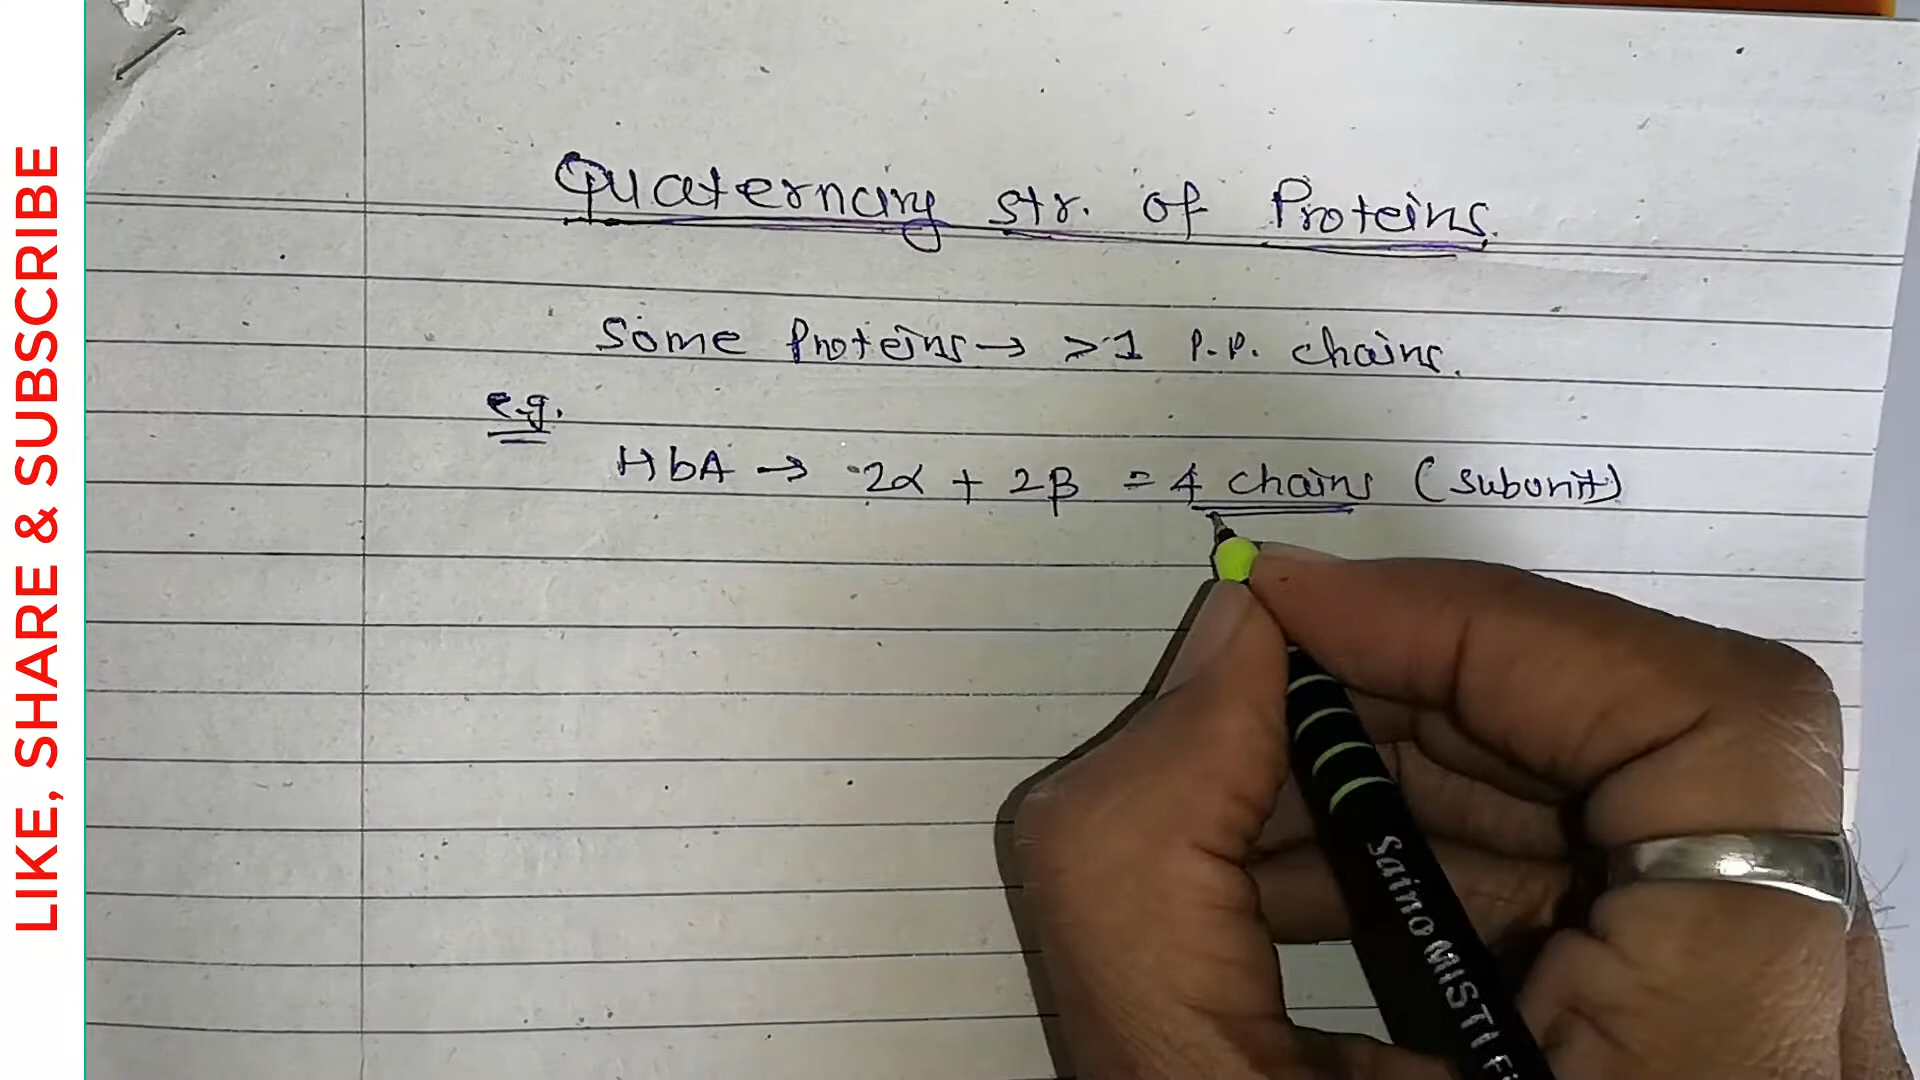 LIKE, SHARE & SUBSCRIBE
Quaternary str. of Proteins.
Some Proteins → >1 P.P. chains.
e.g.
HbA → 2α + 2β = 4 chains (subunit)
Saino MISTI Fi